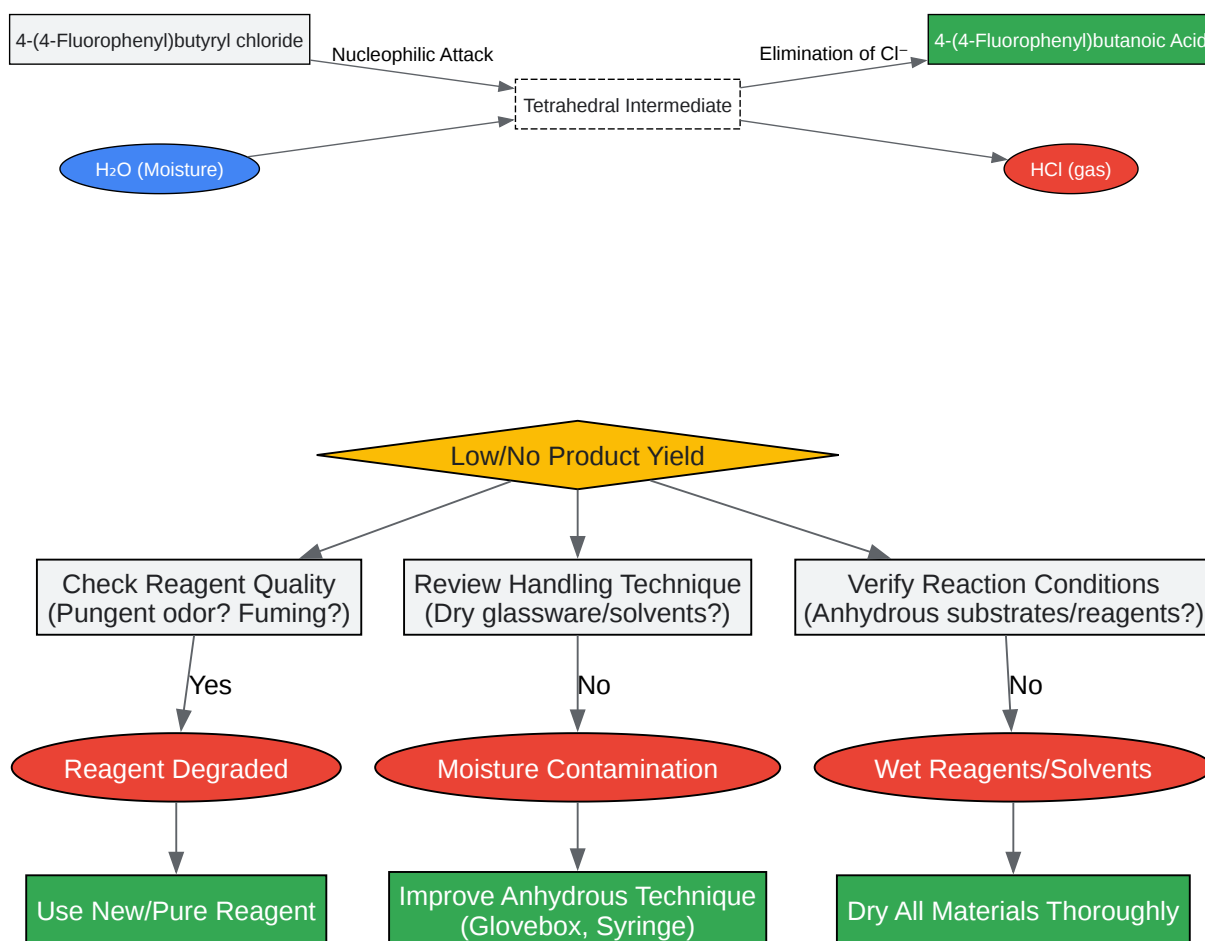 4-(4-Fluorophenyl)butyryl chloride
Nucleophilic Attack
Elimination of Cl⁻
4-(4-Fluorophenyl)butanoic Acid
Tetrahedral Intermediate
H₂O (Moisture)
HCl (gas)
Low/No Product Yield
Check Reagent Quality
(Pungent odor? Fuming?)
Review Handling Technique
(Dry glassware/solvents?)
Verify Reaction Conditions
(Anhydrous substrates/reagents?)
Yes
No
No
Reagent Degraded
Moisture Contamination
Wet Reagents/Solvents
Use New/Pure Reagent
Improve Anhydrous Technique
(Glovebox, Syringe)
Dry All Materials Thoroughly